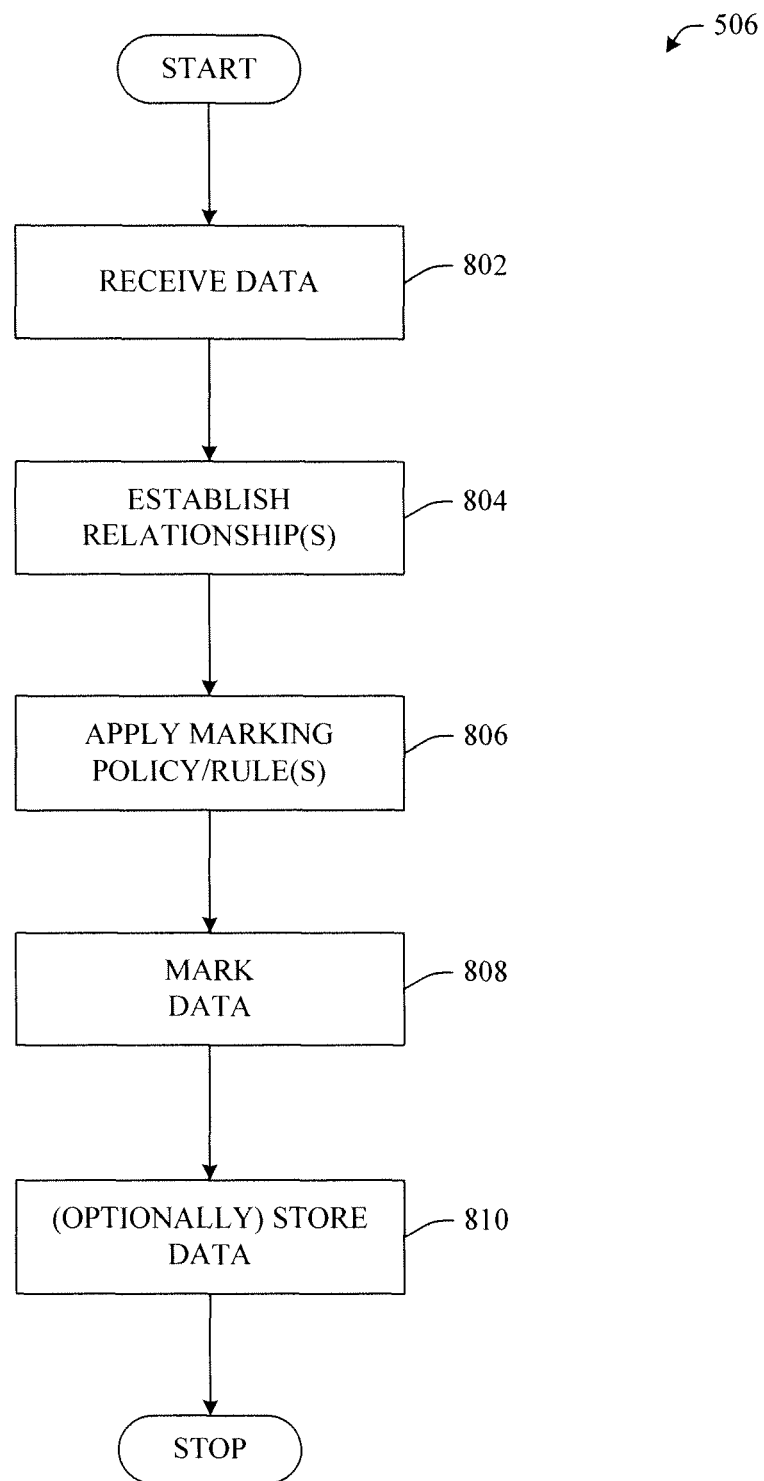 506
START
RECEIVE DATA
802
ESTABLISH
RELATIONSHIP(S)
804
APPLY MARKING
POLICY/RULE(S)
806
MARK
DATA
808
(OPTIONALLY) STORE
DATA
810
STOP